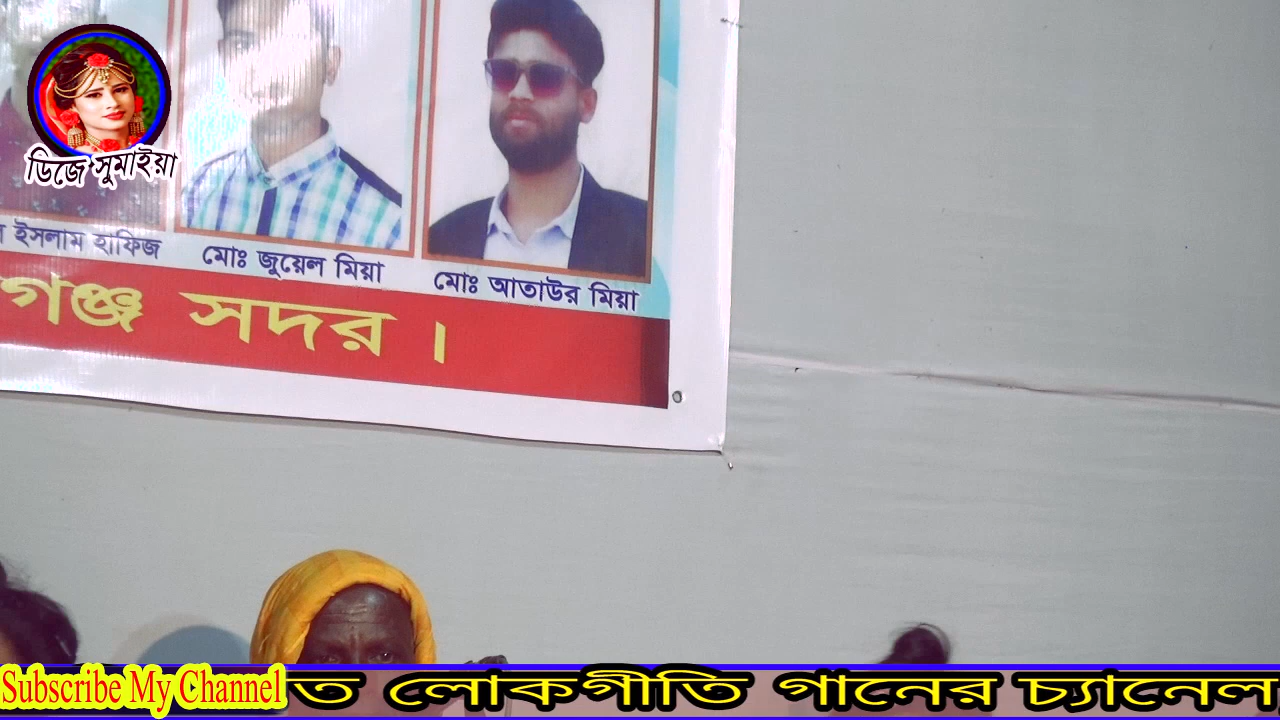 ডিজে সুমাইয়া
ইসলাম হাফিজ
মোঃ জুয়েল মিয়া
মোঃ আতাউর মিয়া
গঞ্জ সদর ।
Subscribe My Channel
ত লোকগীতি গানের চ্যানেল